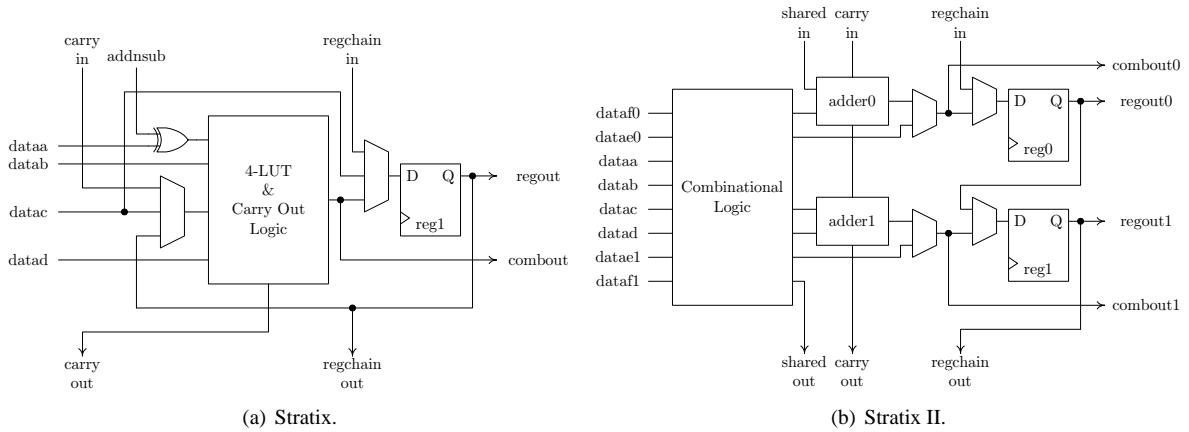 carry
in
addnsub
regchain
in
dataa
datab
datac
datad
4-LUT
&
Carry Out
Logic
D
Q
reg1
regout
combout
carry
out
regchain
out
(a) Stratix.
shared
in
carry
in
regchain
in
dataf0
datae0
dataa
datab
datac
datad
datae1
dataf1
Combinational
Logic
adder0
adder1
D
Q
reg0
D
Q
reg1
combout0
regout0
regout1
combout1
shared
out
carry
out
regchain
out
(b) Stratix II.